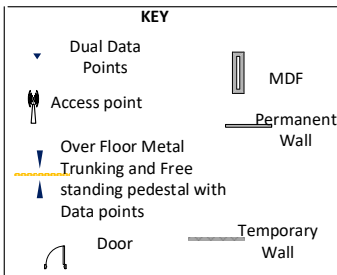 KEY
Dual Data
Points
MDF
Access point
Permanent
Wall
Over Floor Metal
Trunking and Free
standing pedestal with
Data points
Door
Temporary
Wall